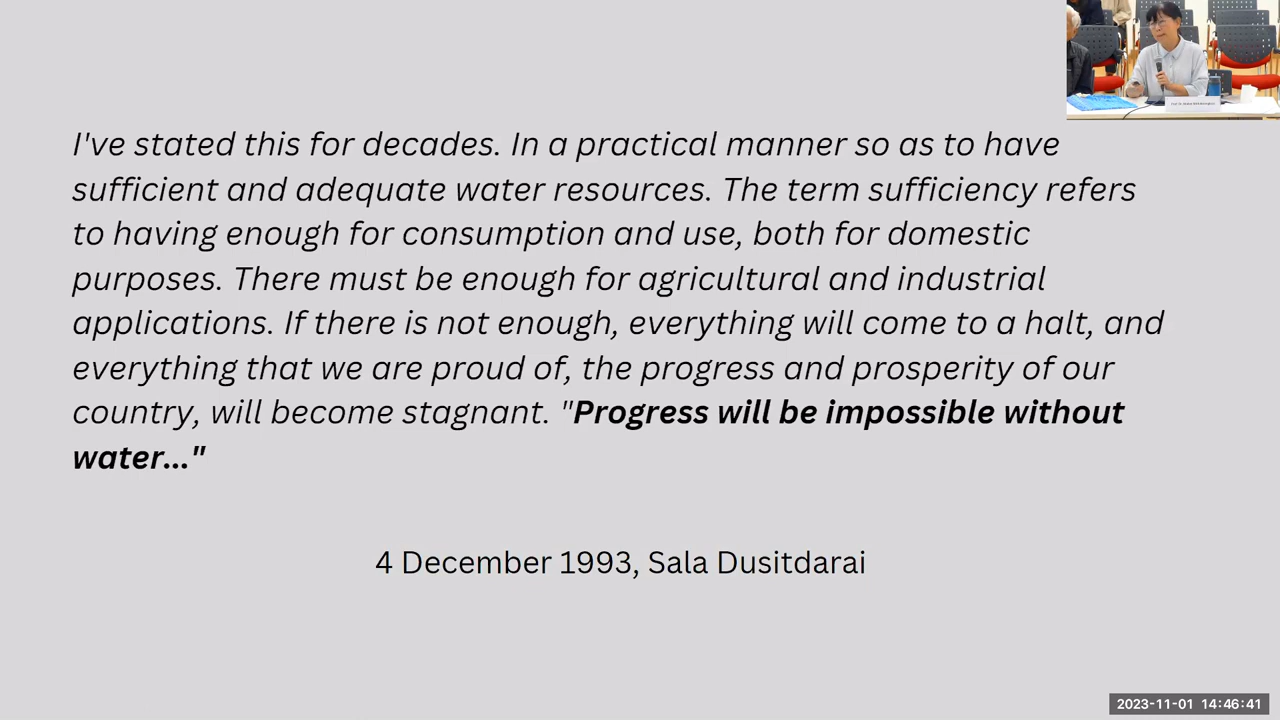 I've stated this for decades. In a practical manner so as to have
sufficient and adequate water resources. The term sufficiency refers
to having enough for consumption and use, both for domestic
purposes. There must be enough for agricultural and industrial
applications. If there is not enough, everything will come to a halt, and
everything that we are proud of, the progress and prosperity of our
country, will become stagnant. "Progress will be impossible without
water..."
4 December 1993, Sala Dusitdarai
2023-11-01 14:46:41